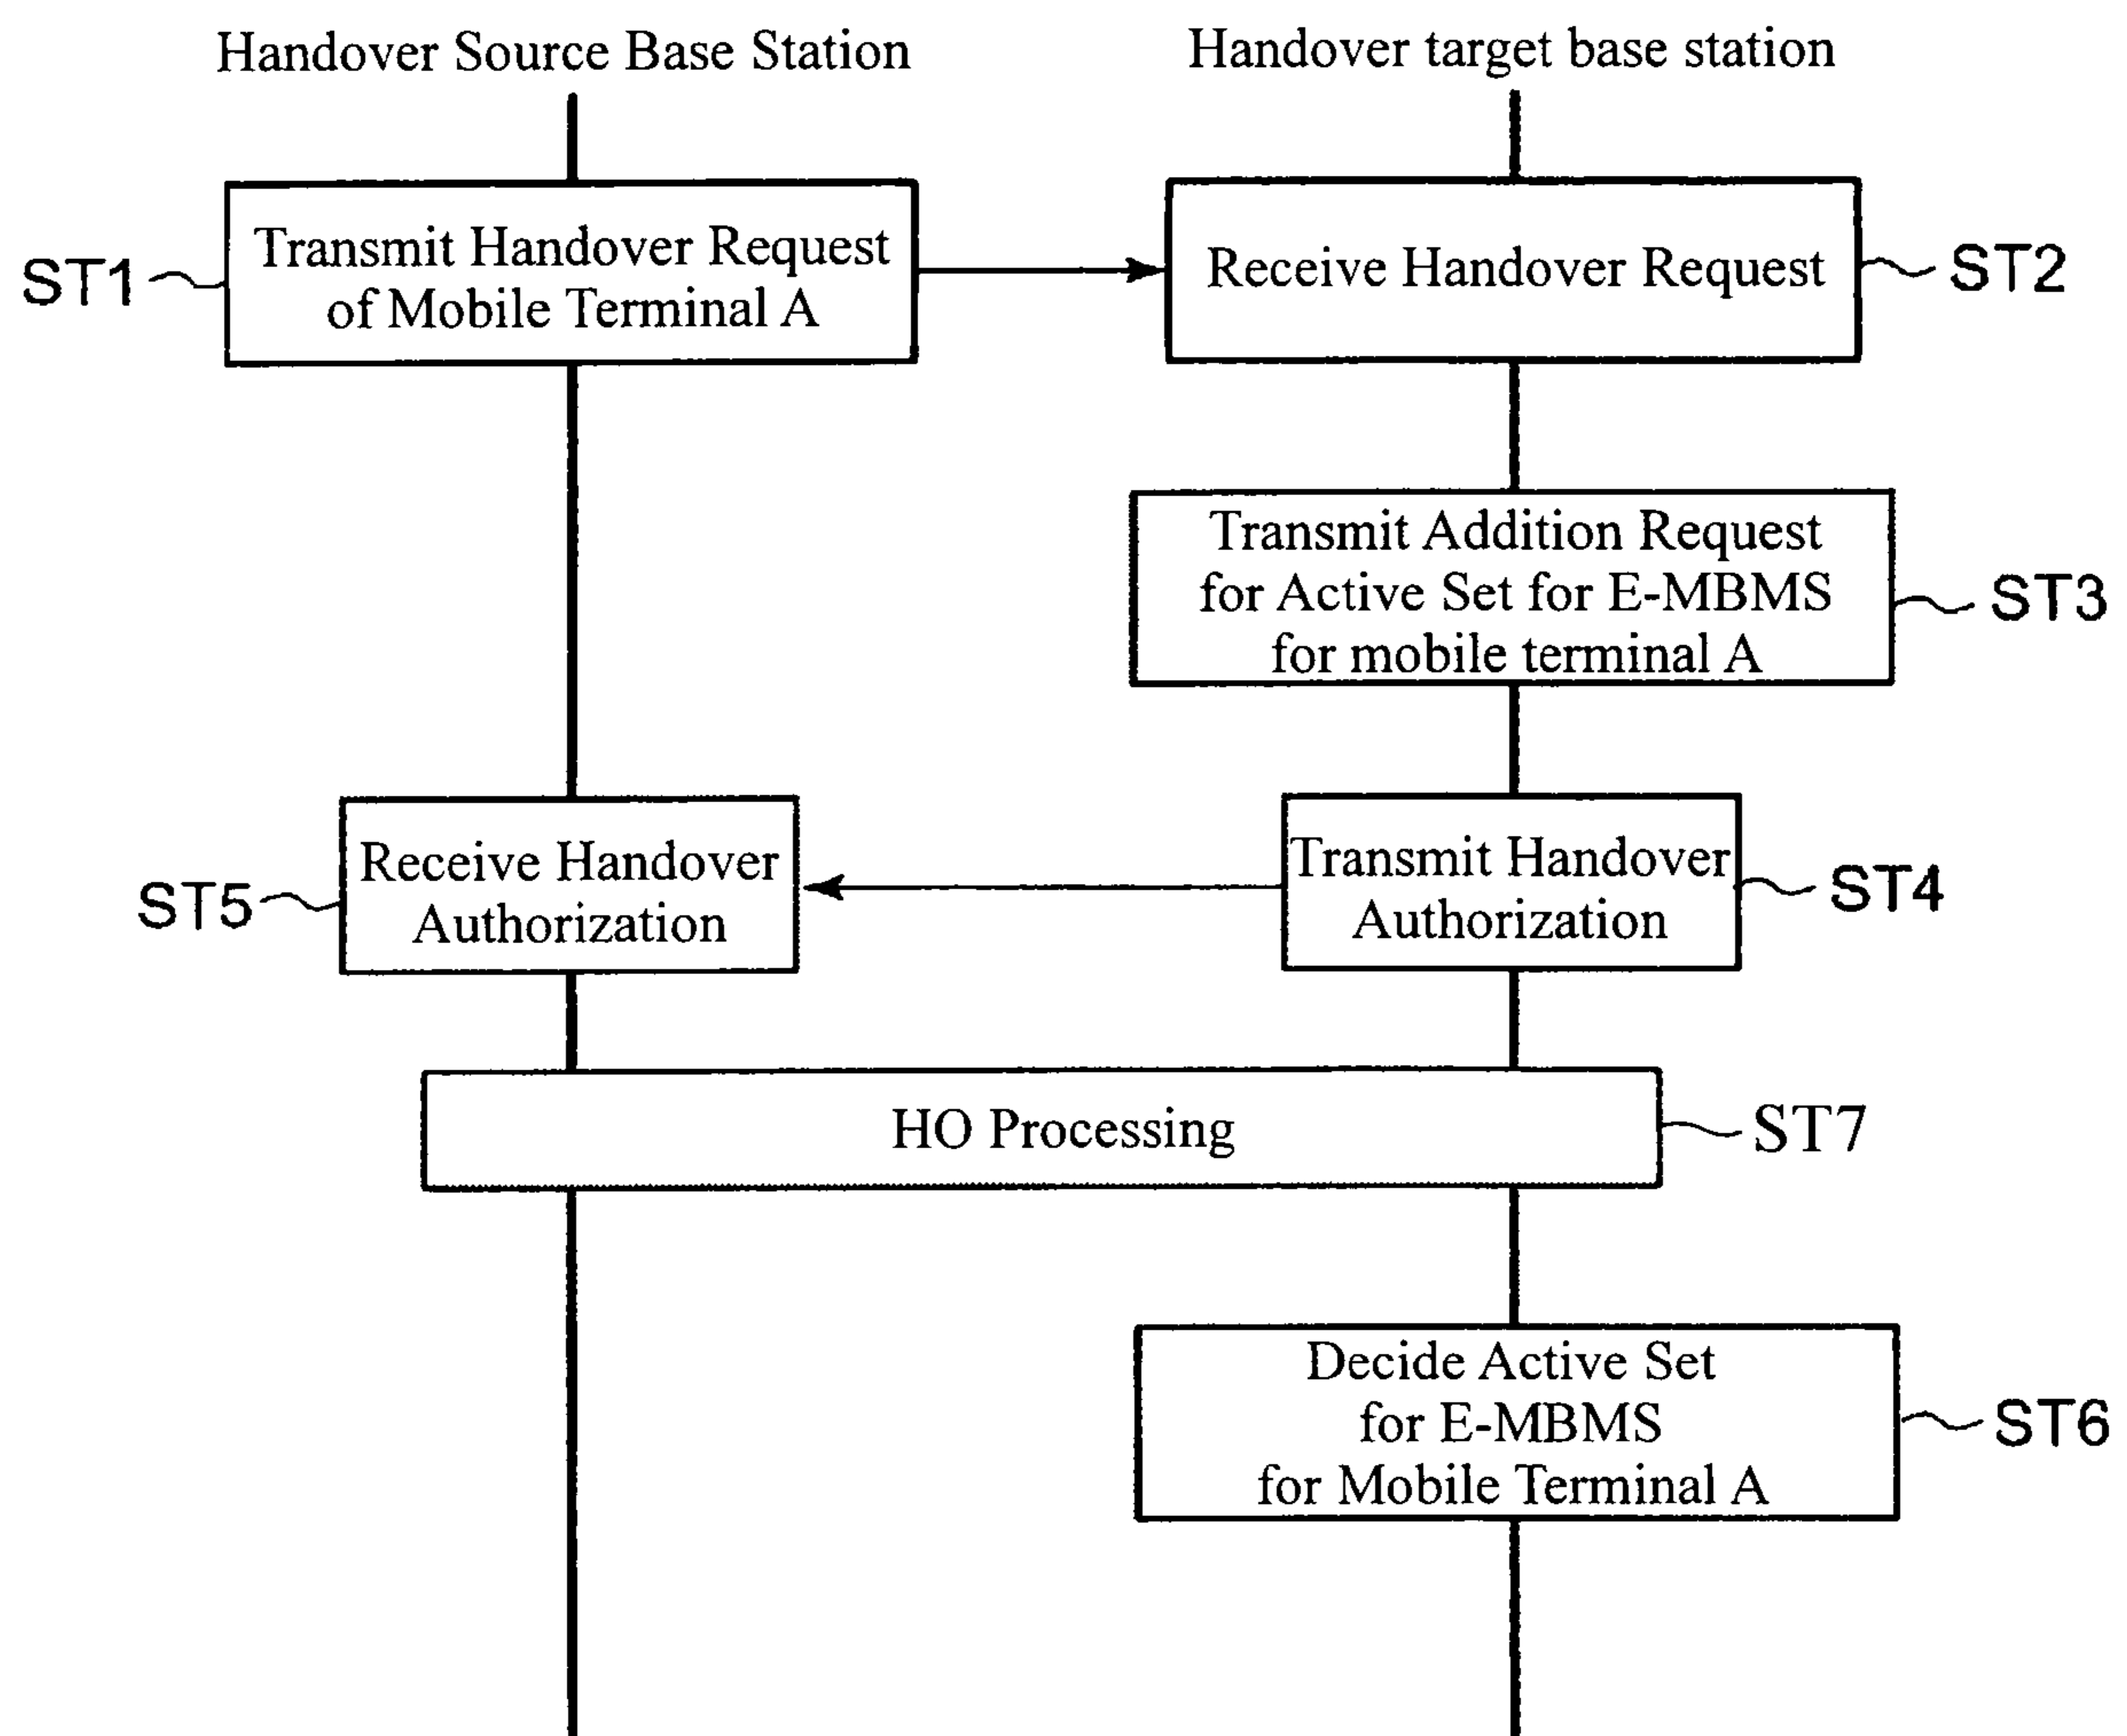 Handover Source Base Station
Handover target base station
ST1
Transmit Handover Request
of Mobile Terminal A
Receive Handover Request
ST2
Transmit Addition Request
for Active Set for E-MBMS
for mobile terminal A
ST3
ST5
Receive Handover
Authorization
Transmit Handover
Authorization
ST4
HO Processing
ST7
Decide Active Set
for E-MBMS
for Mobile Terminal A
ST6